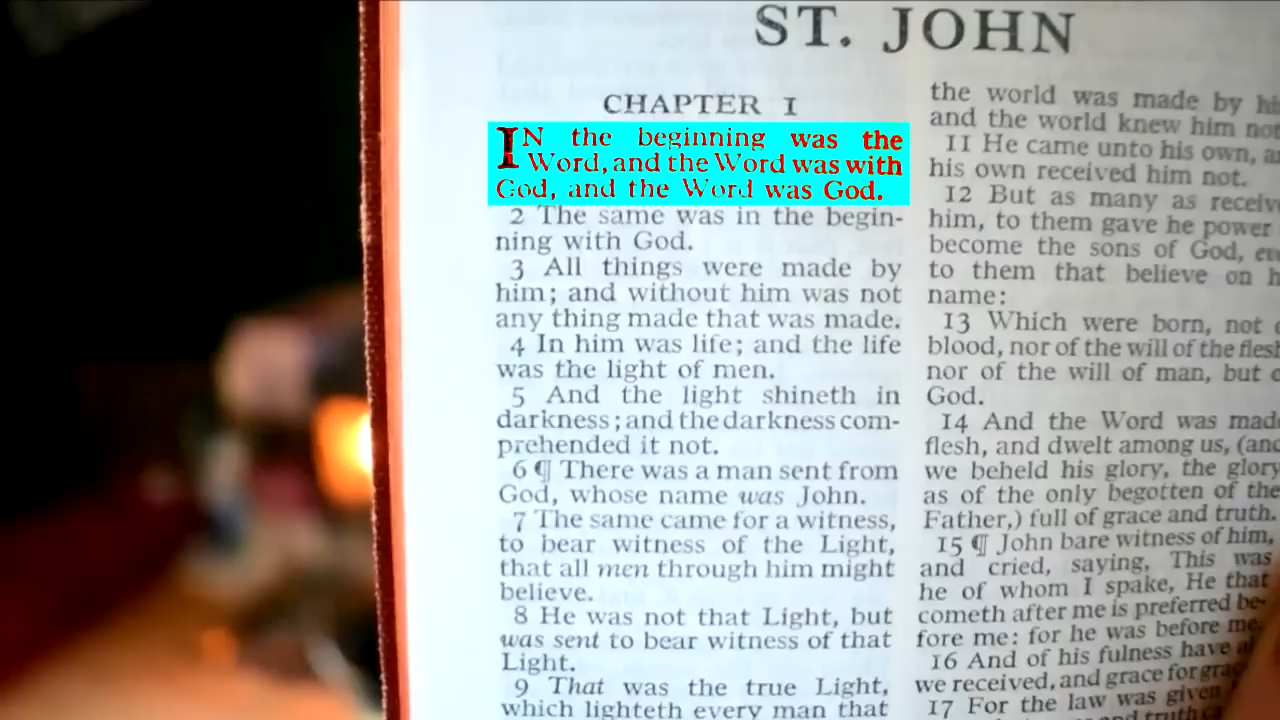 ST. JOHN
CHAPTER I
IN the beginning was the
Word, and the Word was with
God, and the Word was God.
2 The same was in the begin-
ning with God.
3 All things were made by
him; and without him was not
any thing made that was made.
4 In him was life; and the life
was the light of men.
5 And the light shineth in
darkness; and the darkness com-
prehended it not.
6 ¶ There was a man sent from
God, whose name was John.
7 The same came for a witness,
to bear witness of the Light,
that all men through him might
believe.
8 He was not that Light, but
was sent to bear witness of that
Light.
9 That was the true Light,
which lighteth every man that
the world was made by
and the world knew him
11 He came unto his own,
his own received him not.
12 But as many as
him, to them gave he power
become the sons of God,
to them that believe on
name:
13 Which were born, not
blood, nor of the will of the
nor of the will of man, but
God.
14 And the Word was
flesh, and dwelt among us,
we beheld his glory, the glory
as of the only begotten of the
Father,) full of grace and truth.
15 ¶ John bare witness of him,
and cried, saying, This was
he of whom I spake, He that
cometh after me is preferred be-
fore me: for he was before me.
16 And of his fulness have
we received, and grace for
17 For the law was given